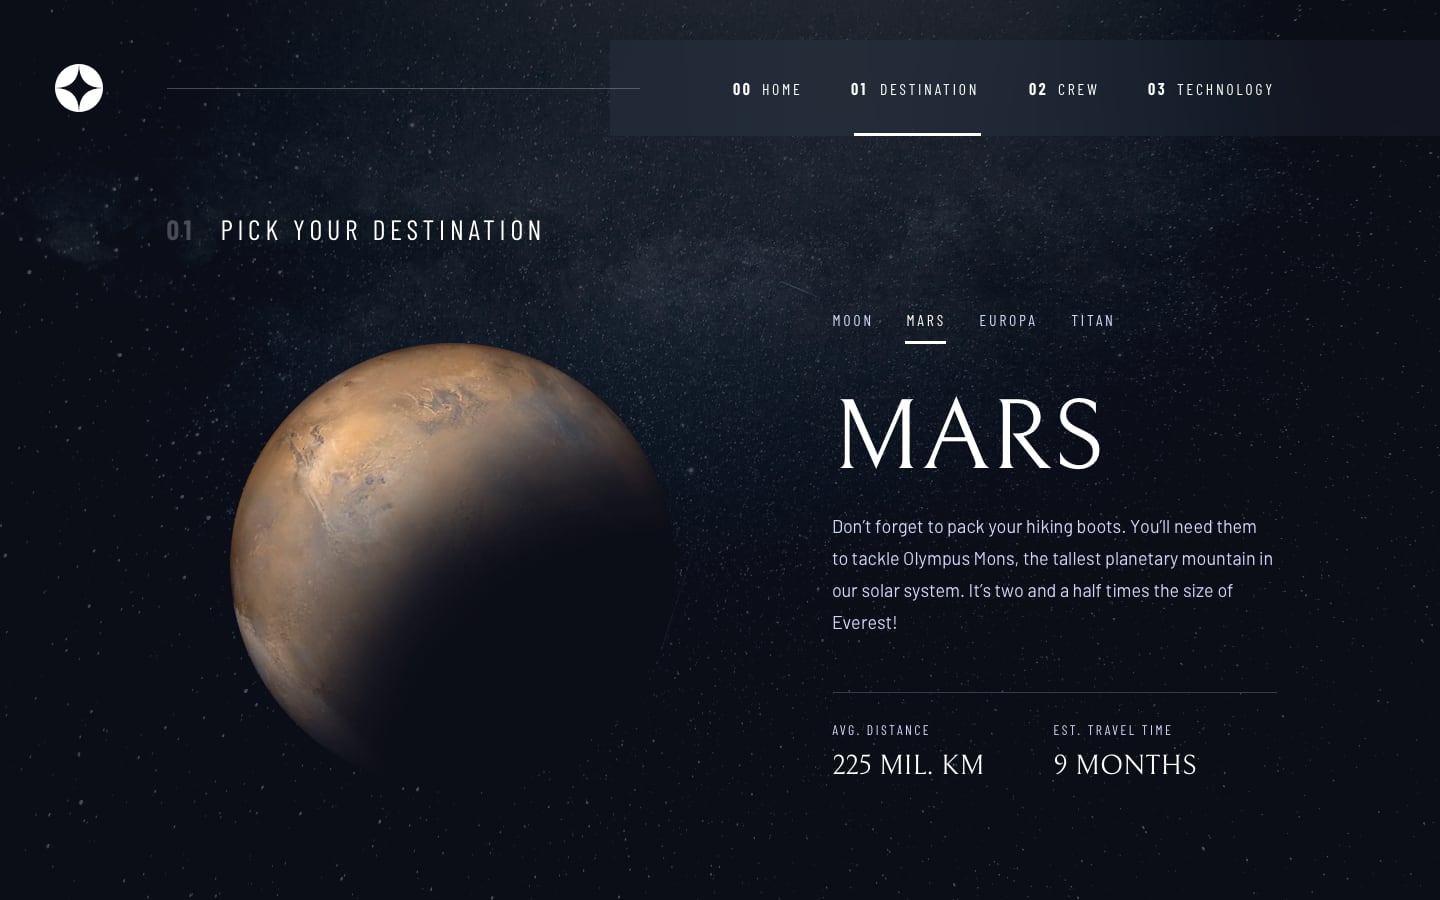 00 HOME 01 DESTINATION 02 CREW 03 TECHNOLOGY
01 PICK YOUR DESTINATION
MOON MARS EUROPA TITAN
MARS
Don’t forget to pack your hiking boots. You’ll need them
to tackle Olympus Mons, the tallest planetary mountain in
our solar system. It’s two and a half times the size of
Everest!
AVG. DISTANCE EST. TRAVEL TIME
225 MIL. KM 9 MONTHS